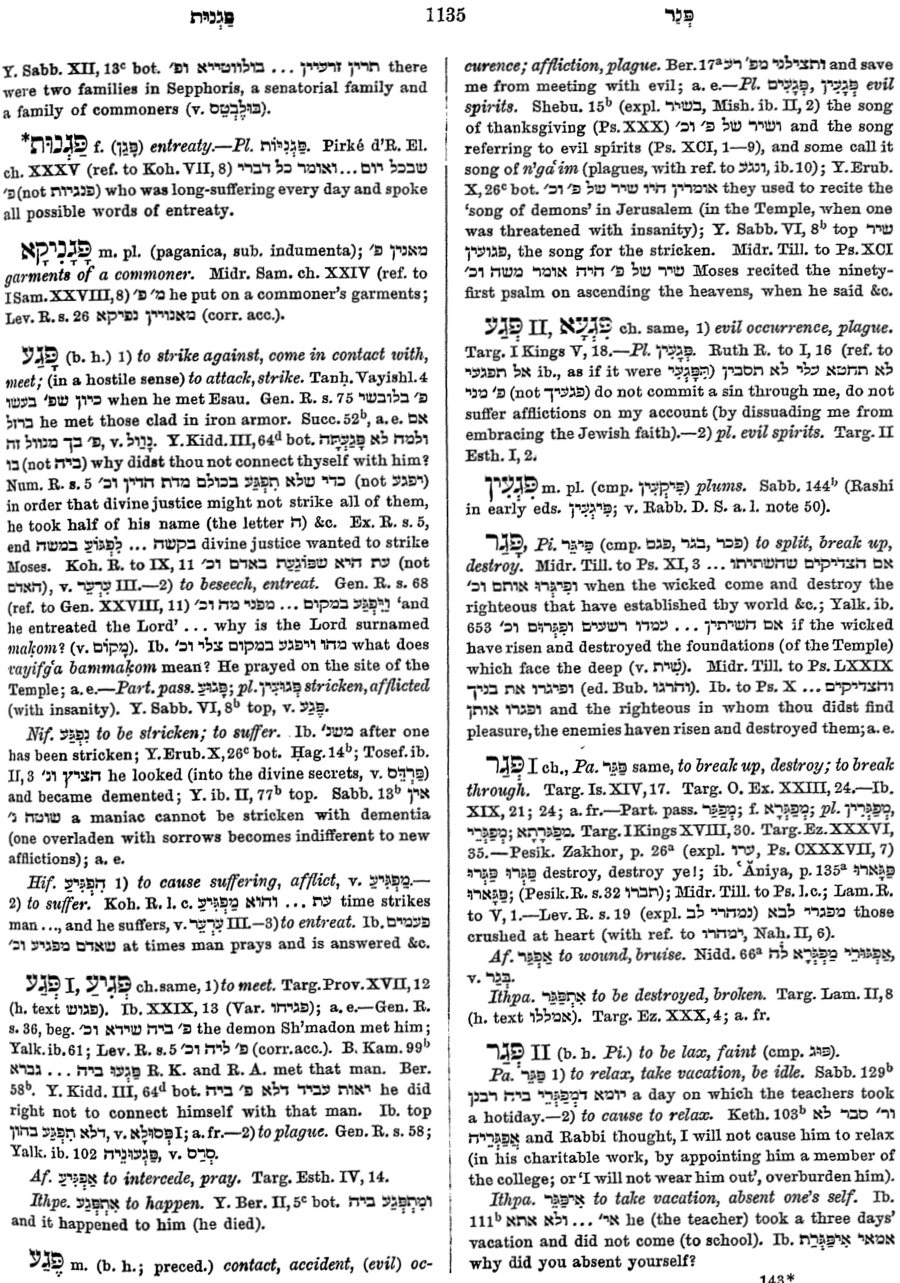 פַּגְנוּת 1135 פְּגַר
Y. Sabb. XII, 13ᶜ bot. תרין זרעיין ... בולווטייא ופ׳ there
were two families in Sepphoris, a senatorial family and
a family of commoners (v. בּוּלְבְטֵס).
*פַּגְנוּת f. (פָּגַן) entreaty.—Pl. פַּגְנִיּוֹת. Pirké d'R. El.
ch. XXXV (ref. to Koh. VII, 8) שבכל יום ... ואומר כל דברי
פ׳ (not פנגיות) who was long-suffering every day and spoke
all possible words of entreaty.
פָּגָנִיקָא m. pl. (paganica, sub. indumenta); מאנין פ׳
garments of a commoner. Midr. Sam. ch. XXIV (ref. to
I Sam. XXVIII, 8) מ׳ פ׳ he put on a commoner's garments;
Lev. R. s. 26 מאנויין נפיקא (corr. acc.).
פָּגַע (b. h.) 1) to strike against, come in contact with,
meet; (in a hostile sense) to attack, strike. Tanḥ. Vayishl. 4
כיון שפ׳ בעשו when he met Esau. Gen. R. s. 75 פ׳ בלובשי
ברזל he met those clad in iron armor. Succ. 52ᵇ, a. e. אם
פ׳ בך מנוול זה, v. נָוַל. Y. Kidd. III, 64ᵈ bot. ולמה לא פָּגַעְתָּה
בו (not ביה) why didst thou not connect thyself with him?
Num. R. s. 5 כדי שלא תִפְגַּע בכולם מדת הדין וכ׳ (not יפגע)
in order that divine justice might not strike all of them,
he took half of his name (the letter ה) &c. Ex. R. s. 5,
end בקשה ... לִפְגּוֹעַ במשה divine justice wanted to strike
Moses. Koh. R. to IX, 11 עת היא שפּוֹגַעַת באדם וכ׳ (not
האדם), v. עַרְעֵר III.—2) to beseech, entreat. Gen. R. s. 68
(ref. to Gen. XXVIII, 11) וַיִּפְגַּע במקום ... מפני מה וכ׳ 'and
he entreated the Lord' ... why is the Lord surnamed
makom? (v. מָקוֹם). Ib. מהו ויפגע במקום צלי וכ׳ what does
vayifga bammakom mean? He prayed on the site of the
Temple; a. e.—Part. pass. פָּגוּעַ; pl. פְּגוּעִין stricken, afflicted
(with insanity). Y. Sabb. VI, 8ᵇ top, v. פֶּגַע.
Nif. נִפְגַּע to be stricken; to suffer. Ib. משנ׳ after one
has been stricken; Y. Erub. X, 26ᶜ bot. Ḥag. 14ᵇ; Tosef. ib.
II, 3 הציץ ונ׳ he looked (into the divine secrets, v. פַּרְדֵּס)
and became demented; Y. ib. II, 77ᵇ top. Sabb. 13ᵇ אין
שוטה נ׳ a maniac cannot be stricken with dementia
(one overladen with sorrows becomes indifferent to new
afflictions); a. e.
Hif. הִפְגִּיעַ 1) to cause suffering, afflict, v. מַפְגִּיעַ.—
2) to suffer. Koh. R. l. c. עת ... והוא מַפְגִּיעַ time strikes
man ..., and he suffers, v. עַרְעֵר III.—3) to entreat. Ib. פעמים
שאדם מפגיע וכ׳ at times man prays and is answered &c.
פְּגַע I, פְּגִיעַ ch. same, 1) to meet. Targ. Prov. XVII, 12
(h. text פגוש). Ib. XXIX, 13 (Var. פגיהו); a. e.—Gen. R.
s. 36, beg. פ׳ ביה שידא וכ׳ the demon Sh'madon met him;
Yalk. ib. 61; Lev. R. s. 5 פ׳ ליה וכ׳ (corr. acc.). B. Kam. 99ᵇ
פְּגַעוּ ביה ... גברא R. K. and R. A. met that man. Ber.
58ᵇ. Y. Kidd. III, 64ᵈ bot. יאות עביד דלא פ׳ ביה he did
right not to connect himself with that man. Ib. top
דלא תִפְגַּע בהון, v. פְּסוּלָא I; a. fr.—2) to plague. Gen. R. s. 58;
Yalk. ib. 102 פַּגְעוּנֵיה, v. סְרַס.
Af. אַפְגִּיעַ to intercede, pray. Targ. Esth. IV, 14.
Ithpe. אִתְפְּגַע to happen. Y. Ber. II, 5ᶜ bot. ומִתְפְּגַע ביה
and it happened to him (he died).
פֶּגַע m. (b. h.; preced.) contact, accident, (evil) oc-
curence; affliction, plague. Ber. 17ᵃ ותצילני מפ׳ רע and save
me from meeting with evil; a. e.—Pl. פְּגָעִים, פְּגָעִין evil
spirits. Shebu. 15ᵇ (expl. בשיר, Mish. ib. II, 2) the song
of thanksgiving (Ps. XXX) ושיר של פ׳ וכ׳ and the song
referring to evil spirits (Ps. XCI, 1—9), and some call it
song of n'ga‘im (plagues, with ref. to ונגע, ib. 10); Y. Erub.
X, 26ᶜ bot. אומרין היו שיר של פ׳ וכ׳ they used to recite the
'song of demons' in Jerusalem (in the Temple, when one
was threatened with insanity); Y. Sabb. VI, 8ᵇ top שיר
פגועין, the song for the stricken. Midr. Till. to Ps. XCI
שיר של פ׳ היה אומר משה וכ׳ Moses recited the ninety-
first psalm on ascending the heavens, when he said &c.
פְּגַע II, פִּגְעָא ch. same, 1) evil occurrence, plague.
Targ. I Kings V, 18.—Pl. פִּגְעִין. Ruth R. to I, 16 (ref. to
אל תפגעי ib., as if it were הִפָּגְעִי) לא תחטא עלי לא תסבין
פ׳ מני (not פגעיך) do not commit a sin through me, do not
suffer afflictions on my account (by dissuading me from
embracing the Jewish faith).—2) pl. evil spirits. Targ. II
Esth. I, 2.
פִּגְעִין m. pl. (cmp. פִּיקְעִין) plums. Sabb. 144ᵇ (Rashi
in early eds. פִּיגְעִין; v. Rabb. D. S. a. l. note 50).
פָּגַר, Pi. פִּיגֵּר (cmp. פכר, בגר, פגם) to split, break up,
destroy. Midr. Till. to Ps. XI, 3 אם הצדיקים שהשתיתו ...
ופִיגְּרוּ אותם וכ׳ when the wicked come and destroy the
righteous that have established thy world &c.; Yalk. ib.
653 אם השיתין ... עמדו רשעים ופִגְּרוּם וכ׳ if the wicked
have risen and destroyed the foundations (of the Temple)
which face the deep (v. שִׁית). Midr. Till. to Ps. LXXIX
ופיגרו את בניך (ed. Bub. והרגו). Ib. to Ps. X והצדיקים ...
ופגרו אותן and the righteous in whom thou didst find
pleasure, the enemies haven risen and destroyed them; a. e.
פְּגַר I ch., Pa. פַּגֵּר same, to break up, destroy; to break
through. Targ. Is. XIV, 17. Targ. O. Ex. XXIII, 24.—Ib.
XIX, 21; 24; a. fr.—Part. pass. מְפַגַּר; f. מְפַגְּרָא; pl. מְפַגְּרִין,
מְפַגְּרֵי; מְפַגַּרְתָּא. Targ. I Kings XVIII, 30. Targ. Ez. XXXVI,
35.—Pesik. Zakhor, p. 26ᵃ (expl. ערו, Ps. CXXXVII, 7)
פַּגְּרוּ פַּגְּרוּ destroy, destroy ye!; ib. ‘Ăniya, p. 135ᵃ פַּגָּארוּ
פַּגָּארוּ; (Pesik. R. s. 32 חברו); Midr. Till. to Ps. l. c.; Lam. R.
to V, 1.—Lev. R. s. 19 (expl. נמהרי לב) מפגרי לבא those
crushed at heart (with ref. to ימהרו, Nah. II, 6).
Af. אַפְגַּר to wound, bruise. Nidd. 66ᵃ אַפְגּוּרֵי מַפְגְּרָא לה,
v. בְּגַר.
Ithpa. אִתְפַּגַּר to be destroyed, broken. Targ. Lam. II, 8
(h. text אמללו). Targ. Ez. XXX, 4; a. fr.
פְּגַר II (b. h. Pi.) to be lax, faint (cmp. פוג).
Pa. פַּגֵּר 1) to relax, take vacation, be idle. Sabb. 129ᵇ
יומא דמְפַגְּרֵי ביה רבנן a day on which the teachers took
a hotiday.—2) to cause to relax. Keth. 103ᵇ ור׳ סבר לא
אֲפַגְּרֵיה and Rabbi thought, I will not cause him to relax
(in his charitable work, by appointing him a member of
the college; or 'I will not wear him out', overburden him).
Ithpa. אִיפַּגַּר to take vacation, absent one's self. Ib.
111ᵇ אי׳ ... ולא אתא he (the teacher) took a three days'
vacation and did not come (to school). Ib. אמאי אִיפַּגְּרַת
why did you absent yourself?
143*